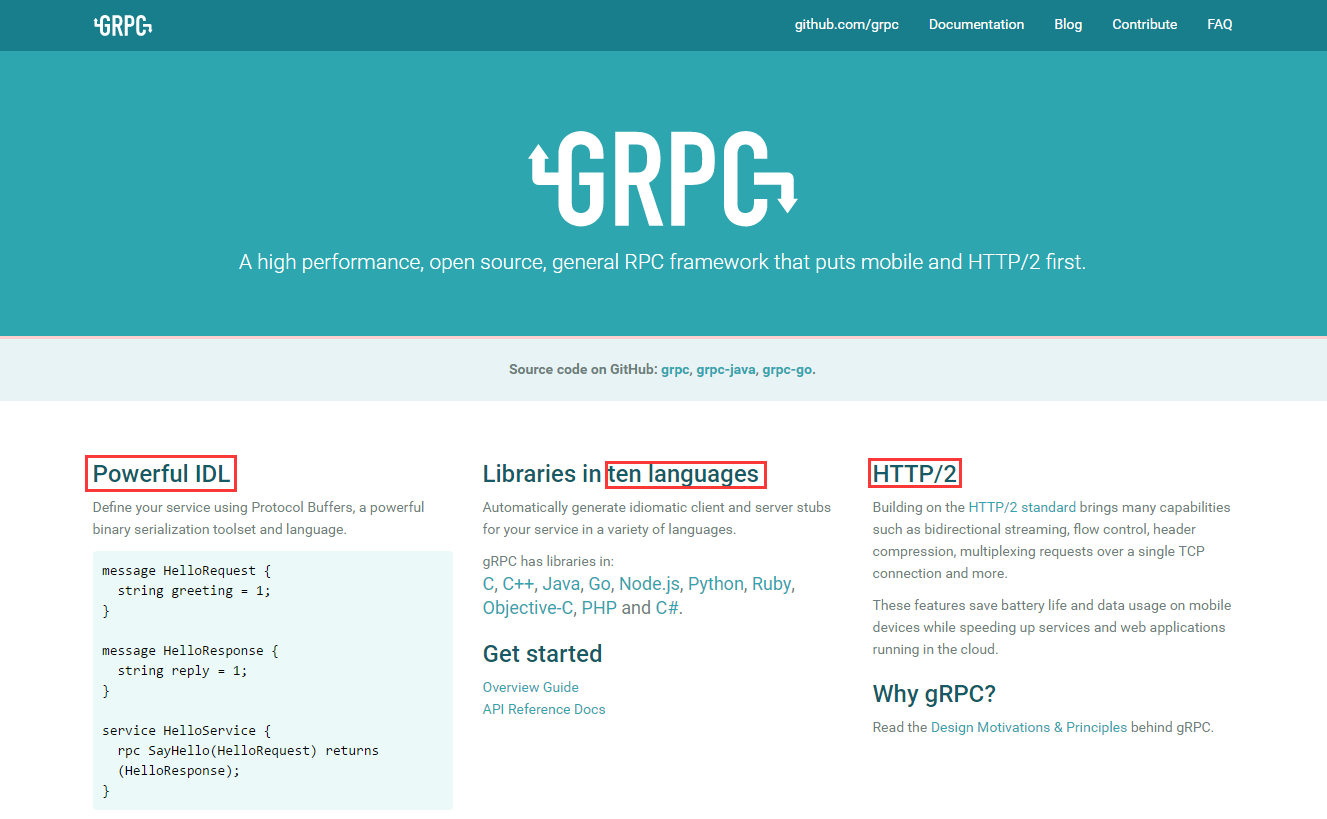 GRPC
github.com/grpc Documentation Blog Contribute FAQ
GRPC
A high performance, open source, general RPC framework that puts mobile and HTTP/2 first.
Source code on GitHub: grpc, grpc-java, grpc-go.
Powerful IDL
Define your service using Protocol Buffers, a powerful
binary serialization toolset and language.
message HelloRequest {
  string greeting = 1;
}
message HelloResponse {
  string reply = 1;
}
service HelloService {
  rpc SayHello(HelloRequest) returns
  (HelloResponse);
}
Libraries in ten languages
Automatically generate idiomatic client and server stubs
for your service in a variety of languages.
gRPC has libraries in:
C, C++, Java, Go, Node.js, Python, Ruby,
Objective-C, PHP and C#.
Get started
Overview Guide
API Reference Docs
HTTP/2
Building on the HTTP/2 standard brings many capabilities
such as bidirectional streaming, flow control, header
compression, multiplexing requests over a single TCP
connection and more.
These features save battery life and data usage on mobile
devices while speeding up services and web applications
running in the cloud.
Why gRPC?
Read the Design Motivations & Principles behind gRPC.